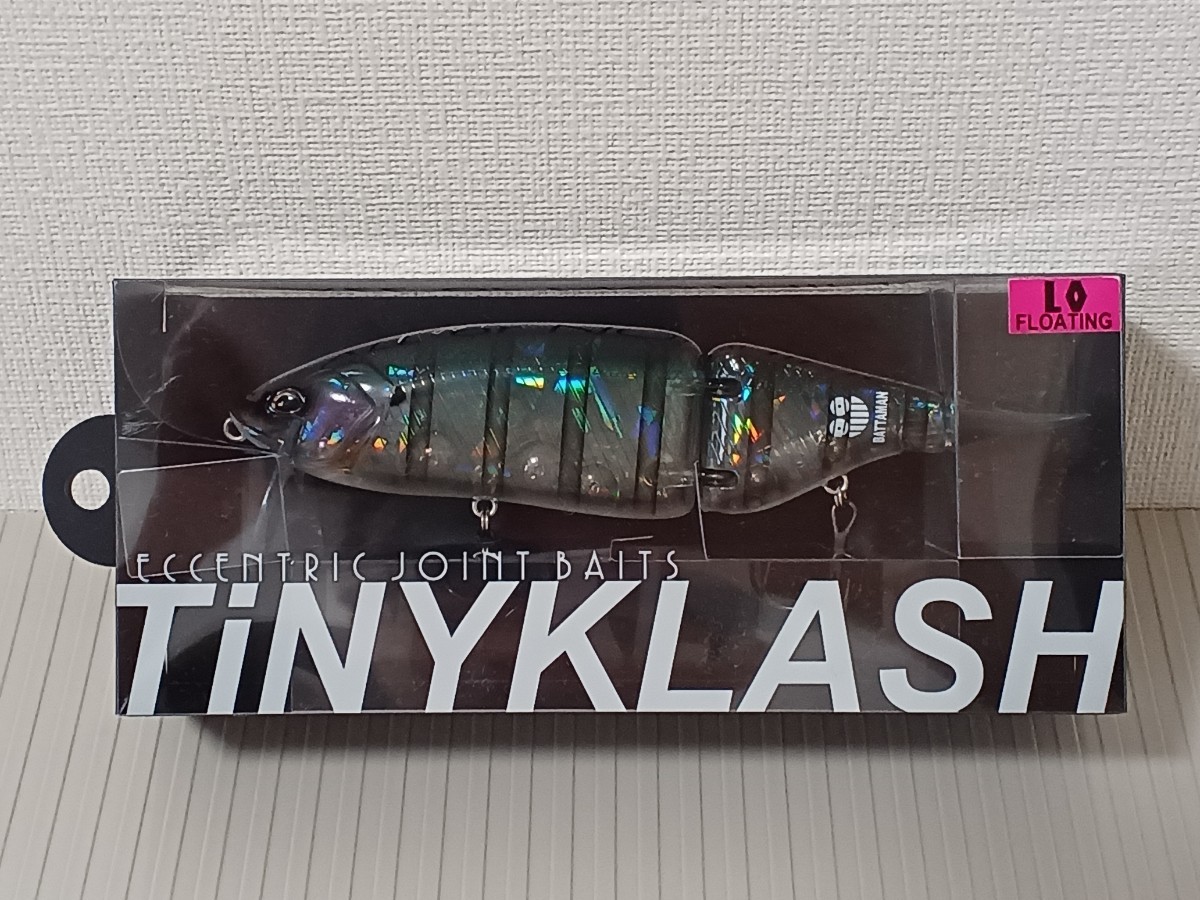 LO
FLOATING
BATTAMAN
ECCENTRIC JOINT BAITS
TiNYKLASH